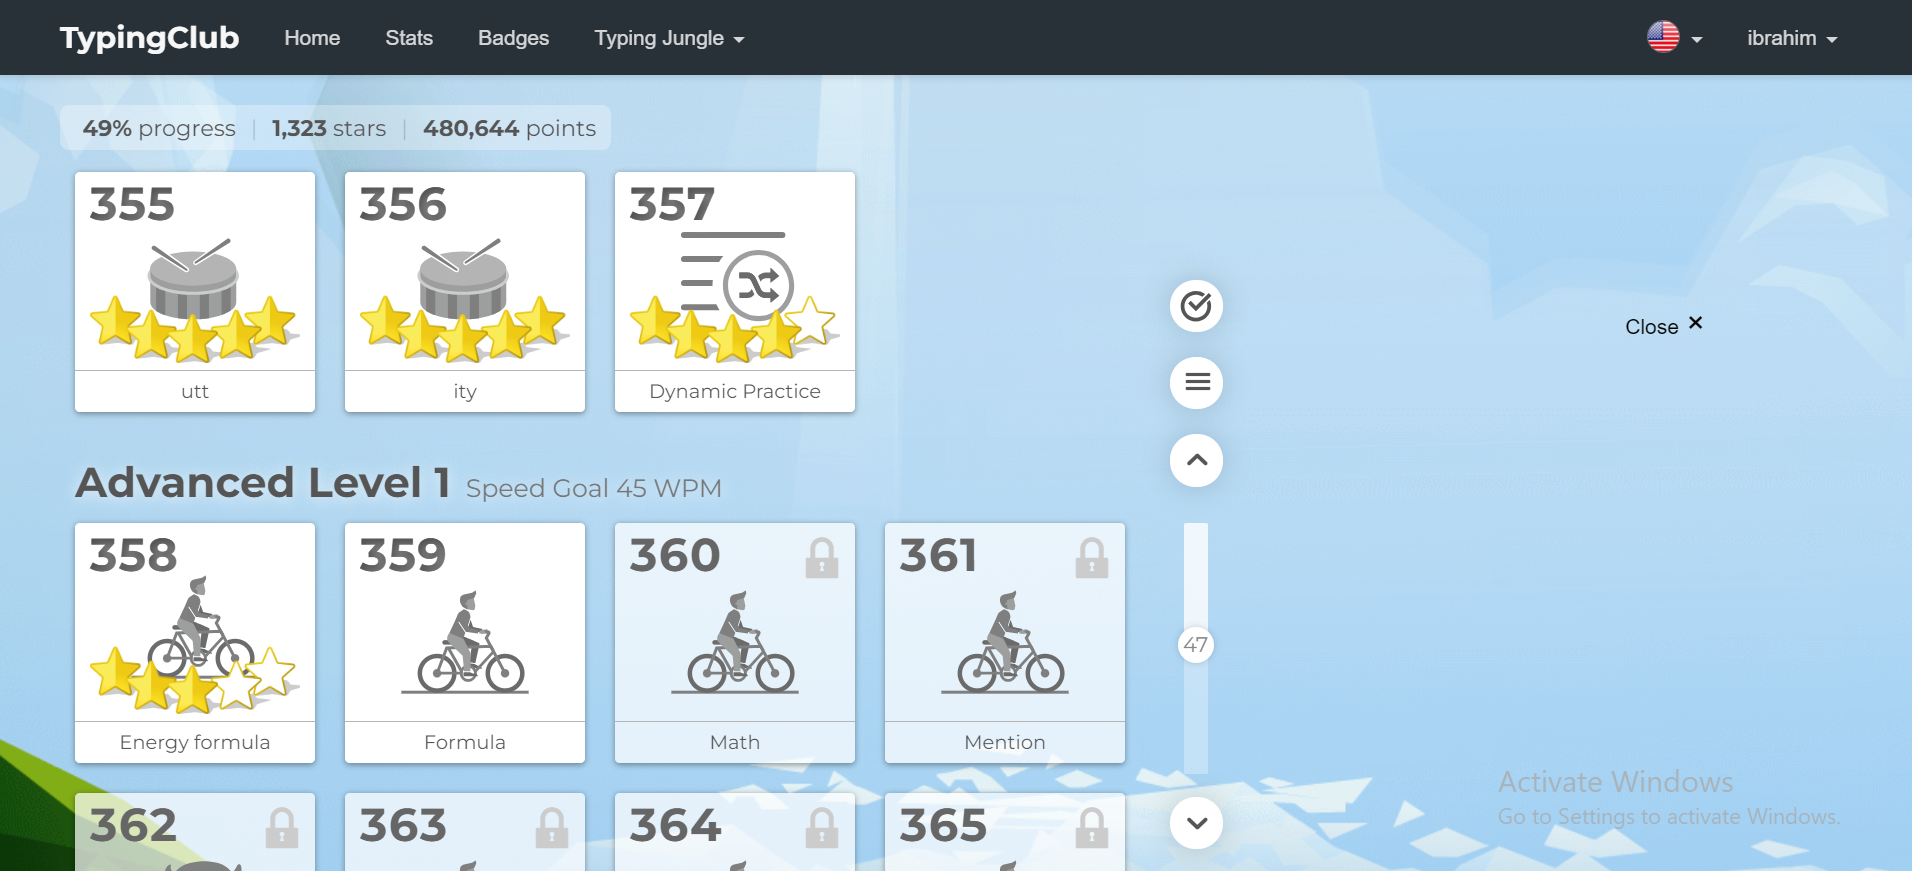 TypingClub Home Stats Badges Typing Jungle ibrahim
49% progress | 1,323 stars | 480,644 points
355 356 357
utt ity Dynamic Practice
Close ×
Advanced Level 1 Speed Goal 45 WPM
358 359 360 361
47
Energy formula Formula Math Mention
Activate Windows
Go to Settings to activate Windows.
362 363 364 365